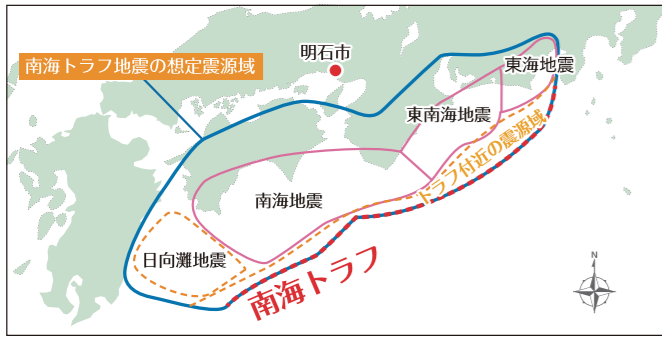 南海トラフ地震の想定震源域
明石市
東海地震
東南海地震
トラフ付近の震源域
南海地震
日向灘地震
南海トラフ
N